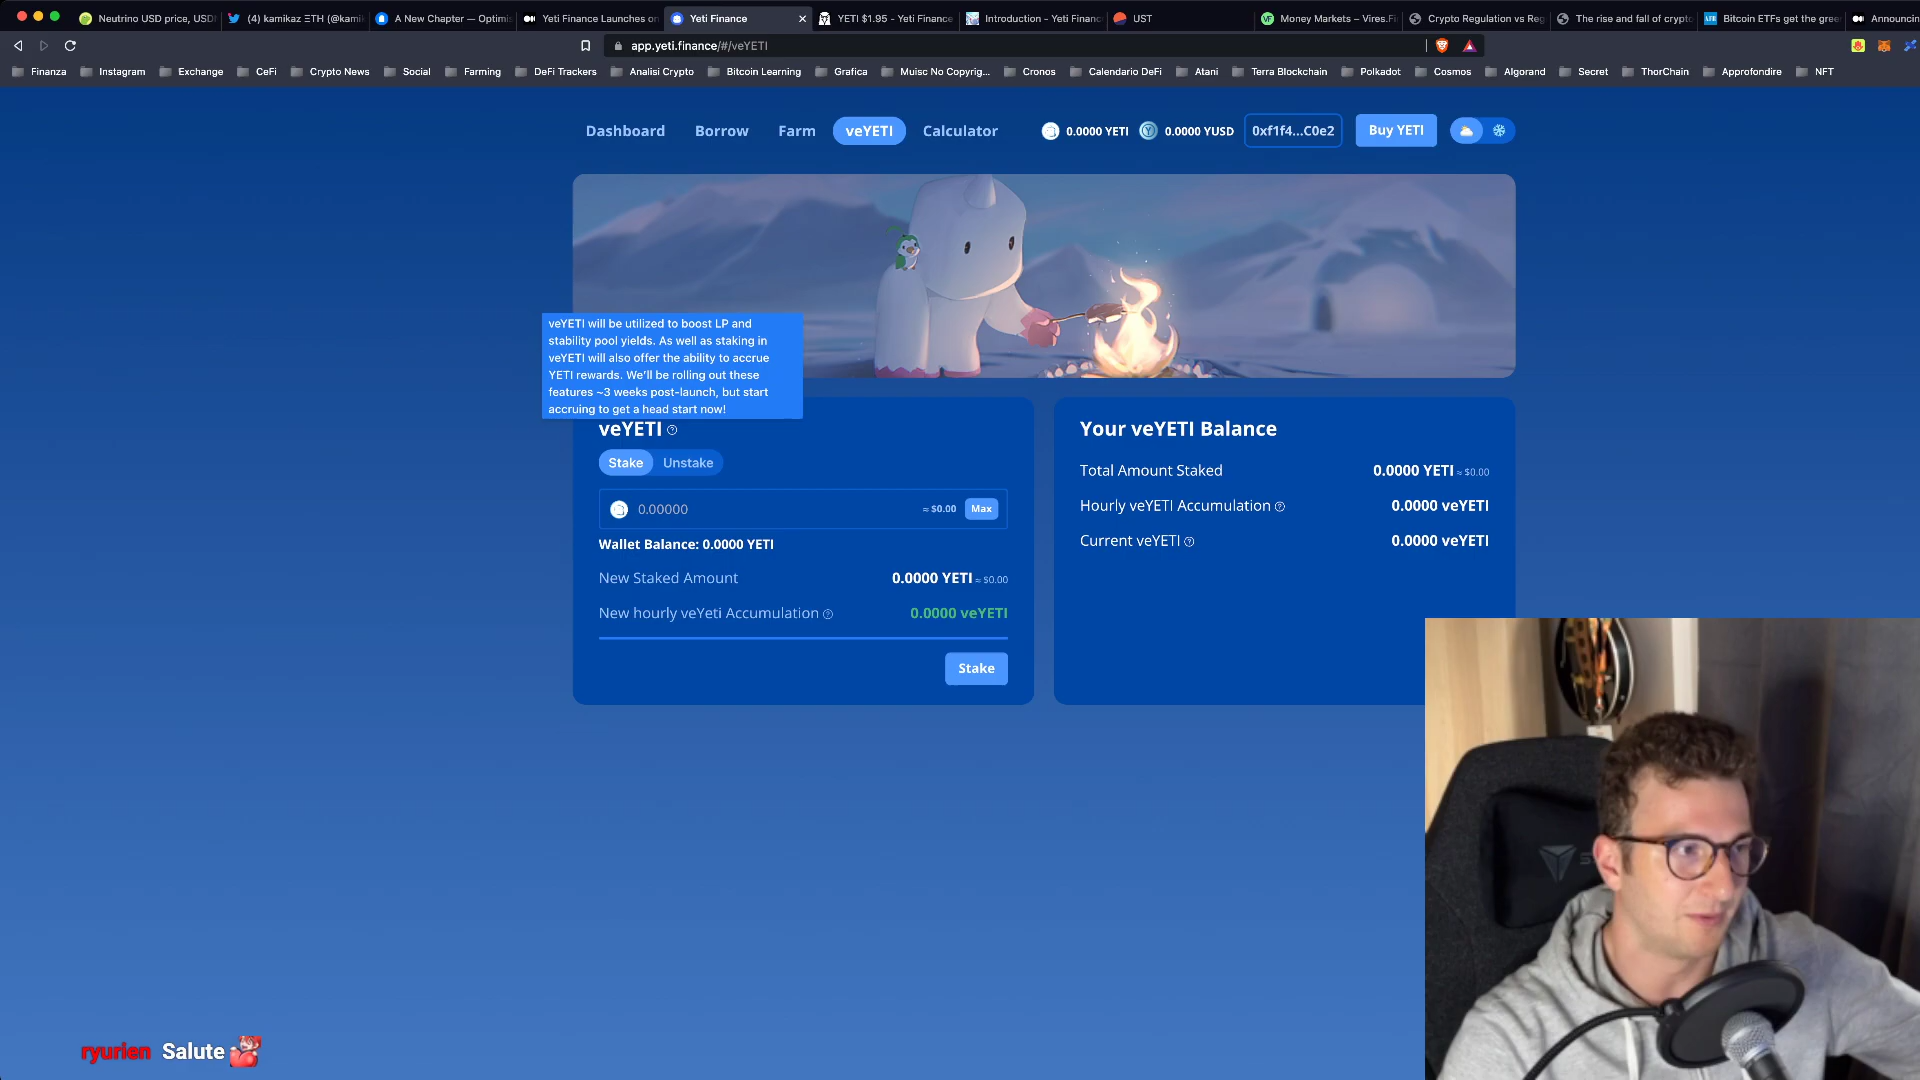 Neutrino USD price, USD
(4) kamikaz ΞTH (@kami
A New Chapter — Optimis
Yeti Finance Launches on
Yeti Finance
YETI $1.95 - Yeti Finance
Introduction - Yeti Financ
UST
Money Markets – Vires.Fi
Crypto Regulation vs Reg
The rise and fall of crypto
Bitcoin ETFs get the gree
Announcin
app.yeti.finance/#/veYETI
Finanza
Instagram
Exchange
CeFi
Crypto News
Social
Farming
DeFi Trackers
Analisi Crypto
Bitcoin Learning
Grafica
Muisc No Copyrig...
Cronos
Calendario DeFi
Atani
Terra Blockchain
Polkadot
Cosmos
Algorand
Secret
ThorChain
Approfondire
NFT
Dashboard
Borrow
Farm
veYETI
Calculator
0.0000 YETI
0.0000 YUSD
0xf1f4...C0e2
Buy YETI
veYETI will be utilized to boost LP and
stability pool yields. As well as staking in
veYETI will also offer the ability to accrue
YETI rewards. We'll be rolling out these
features ~3 weeks post-launch, but start
accruing to get a head start now!
veYETI
Stake
Unstake
0.00000
≈ $0.00
Max
Wallet Balance: 0.0000 YETI
New Staked Amount
0.0000 YETI ≈ $0.00
New hourly veYeti Accumulation
0.0000 veYETI
Stake
Your veYETI Balance
Total Amount Staked
0.0000 YETI ≈ $0.00
Hourly veYETI Accumulation
0.0000 veYETI
Current veYETI
0.0000 veYETI
ryurien Salute